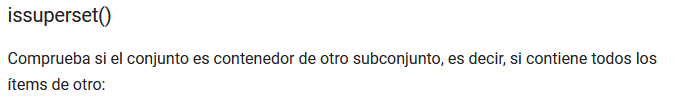 issuperset()
Comprueba si el conjunto es contenedor de otro subconjunto, es decir, si contiene todos los
ítems de otro: